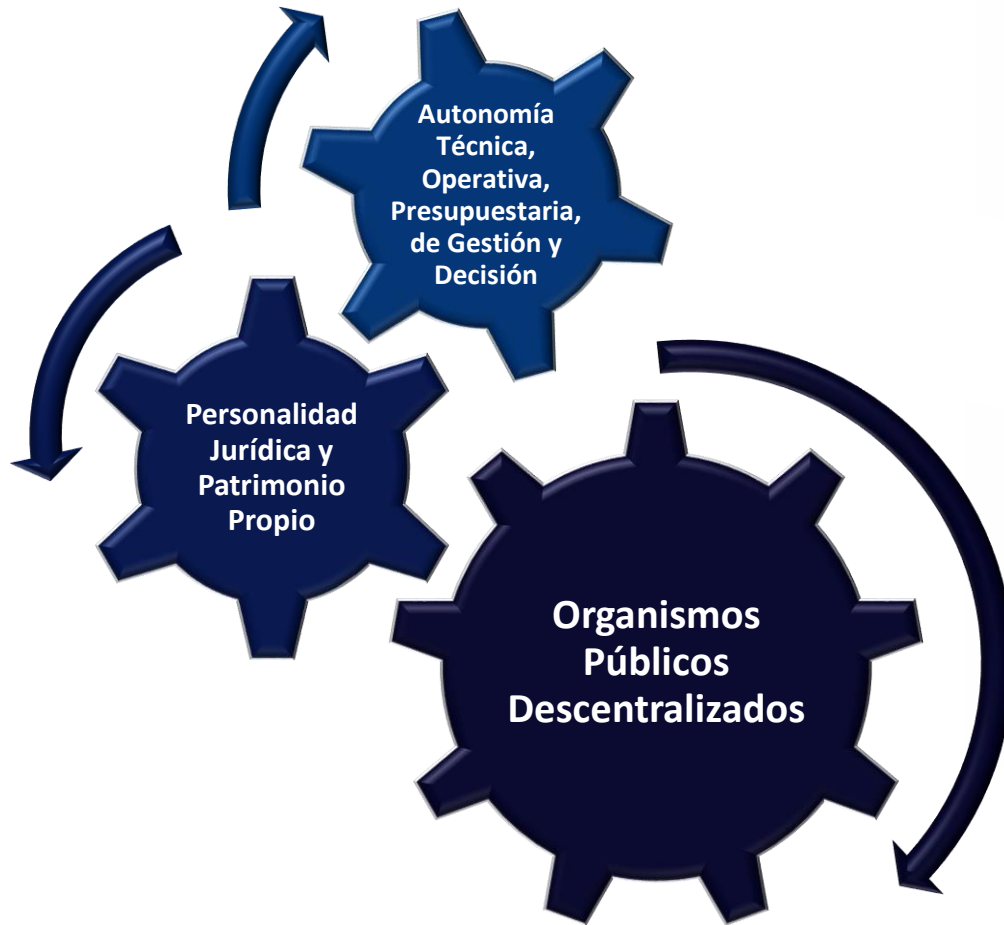 Autonomía
Técnica,
Operativa,
Presupuestaria,
de Gestión y
Decisión
Personalidad
Jurídica y
Patrimonio
Propio
Organismos
Públicos
Descentralizados